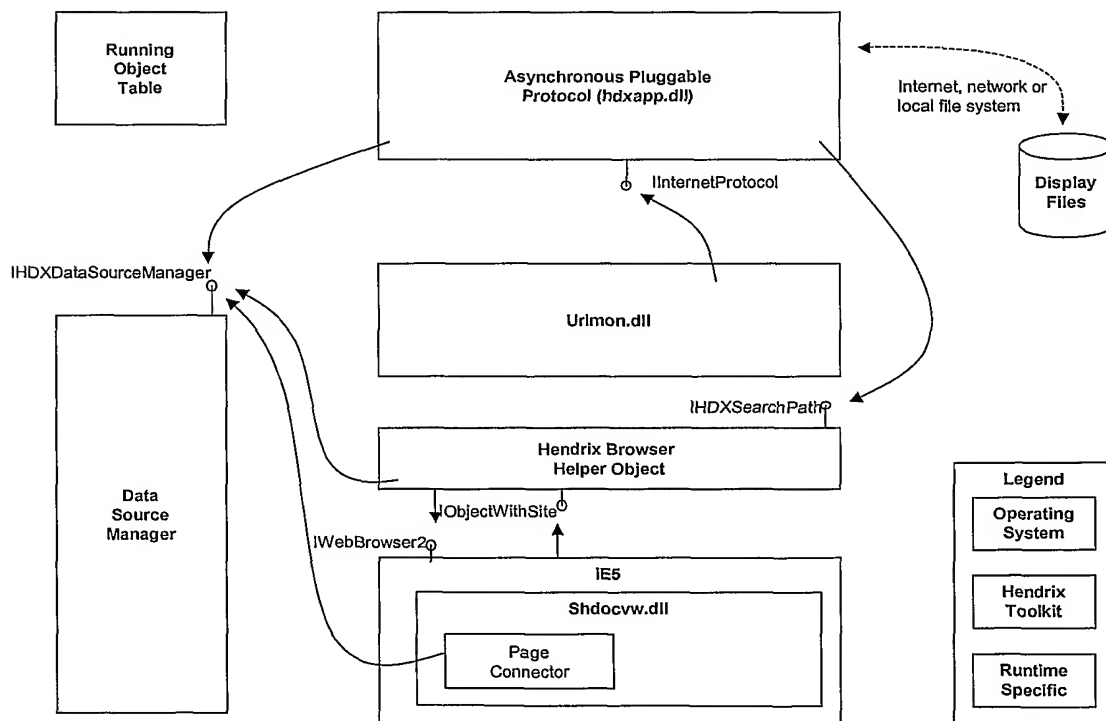 Running
Object
Table
Asynchronous Pluggable
Protocol (hdxapp.dll)
Internet, network or
local file system
Display
Files
IInternetProtocol
IHDXDataSourceManager
Urlmon.dll
IHDXSearchPath
Hendrix Browser
Helper Object
Data
Source
Manager
IObjectWithSite
IWebBrowser2
IE5
Shdocvw.dll
Page
Connector
Legend
Operating
System
Hendrix
Toolkit
Runtime
Specific